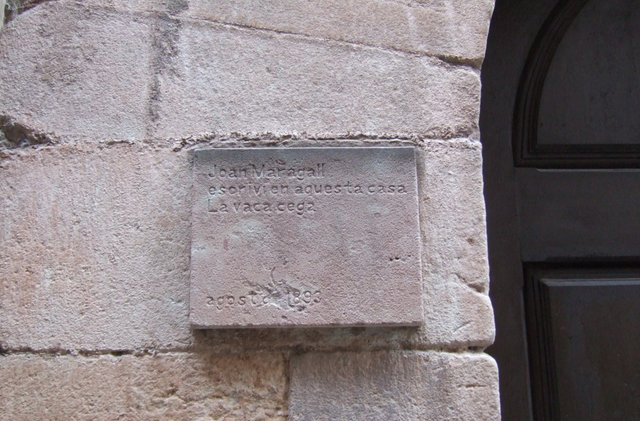 Joan Maragall
escriví en aquesta casa
La vaca cega
agost 1893